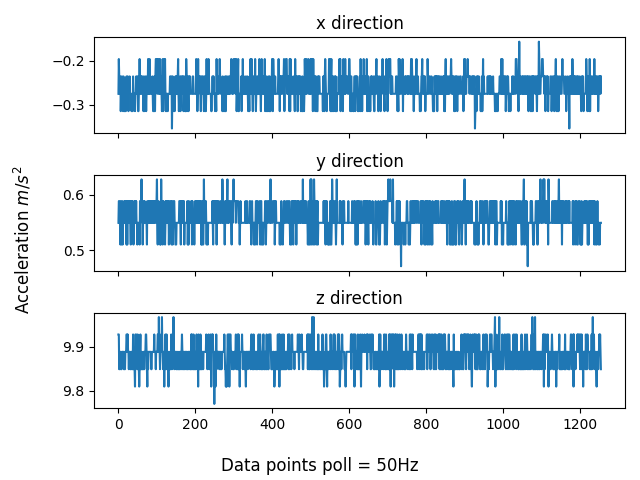 x direction
−0.2
−0.3
y direction
0.6
0.5
Acceleration m/s²
z direction
9.9
9.8
0 200 400 600 800 1000 1200
Data points poll = 50Hz